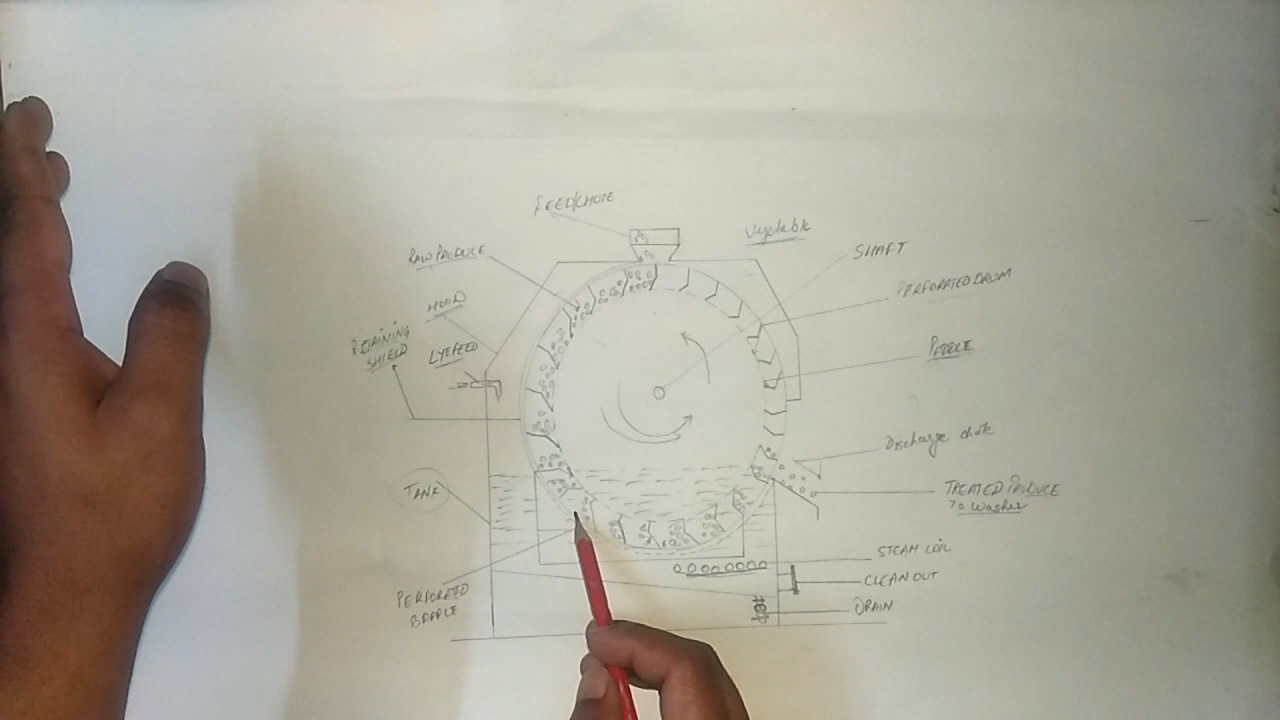 FEED/CHUTE
Vegetable
RAW PRODUCE
SHAFT
HOOD
PERFORATED DRUM
RETAINING
SHIELD
LYE FEED
PADDLE
Discharge chute
TANK
TREATED PRODUCE
To Washer
STEAM COIL
CLEAN OUT
PERFORATED
BAFFLE
DRAIN